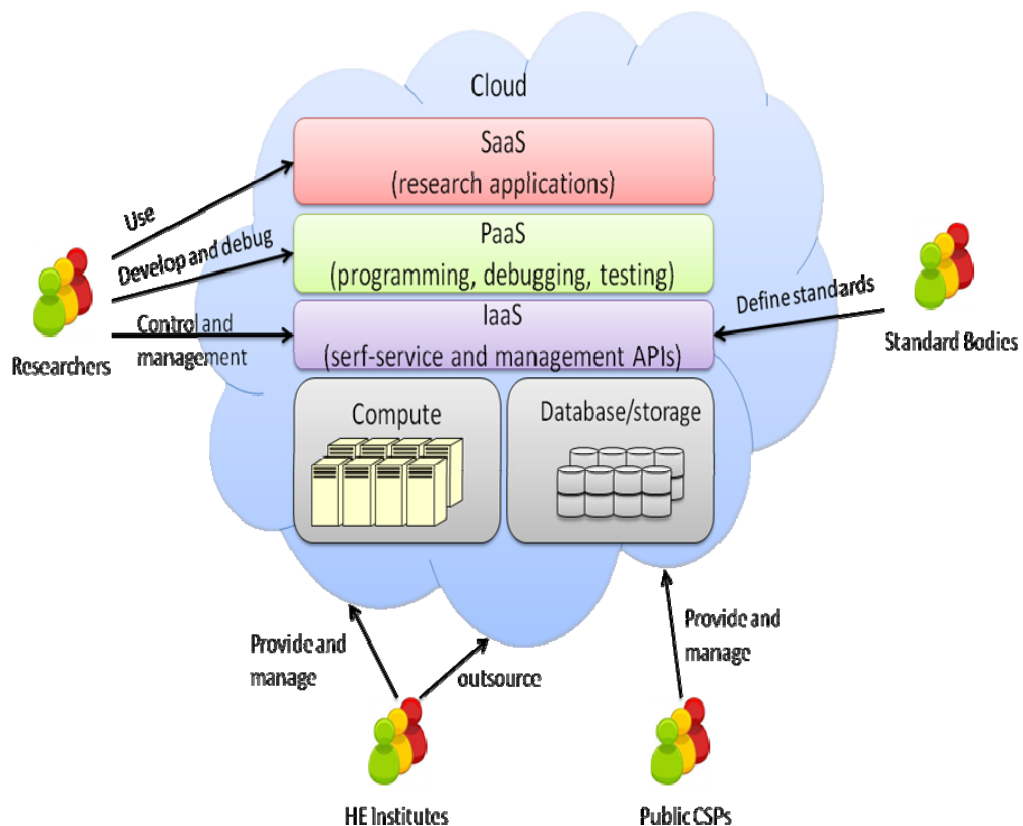 Cloud
SaaS
(research applications)
Use
PaaS
(programming, debugging, testing)
Develop and debug
IaaS
(serf-service and management APIs)
Control and
management
Define standards
Researchers
Standard Bodies
Compute
Database/storage
Provide and
manage
outsource
Provide and
manage
HE Institutes
Public CSPs